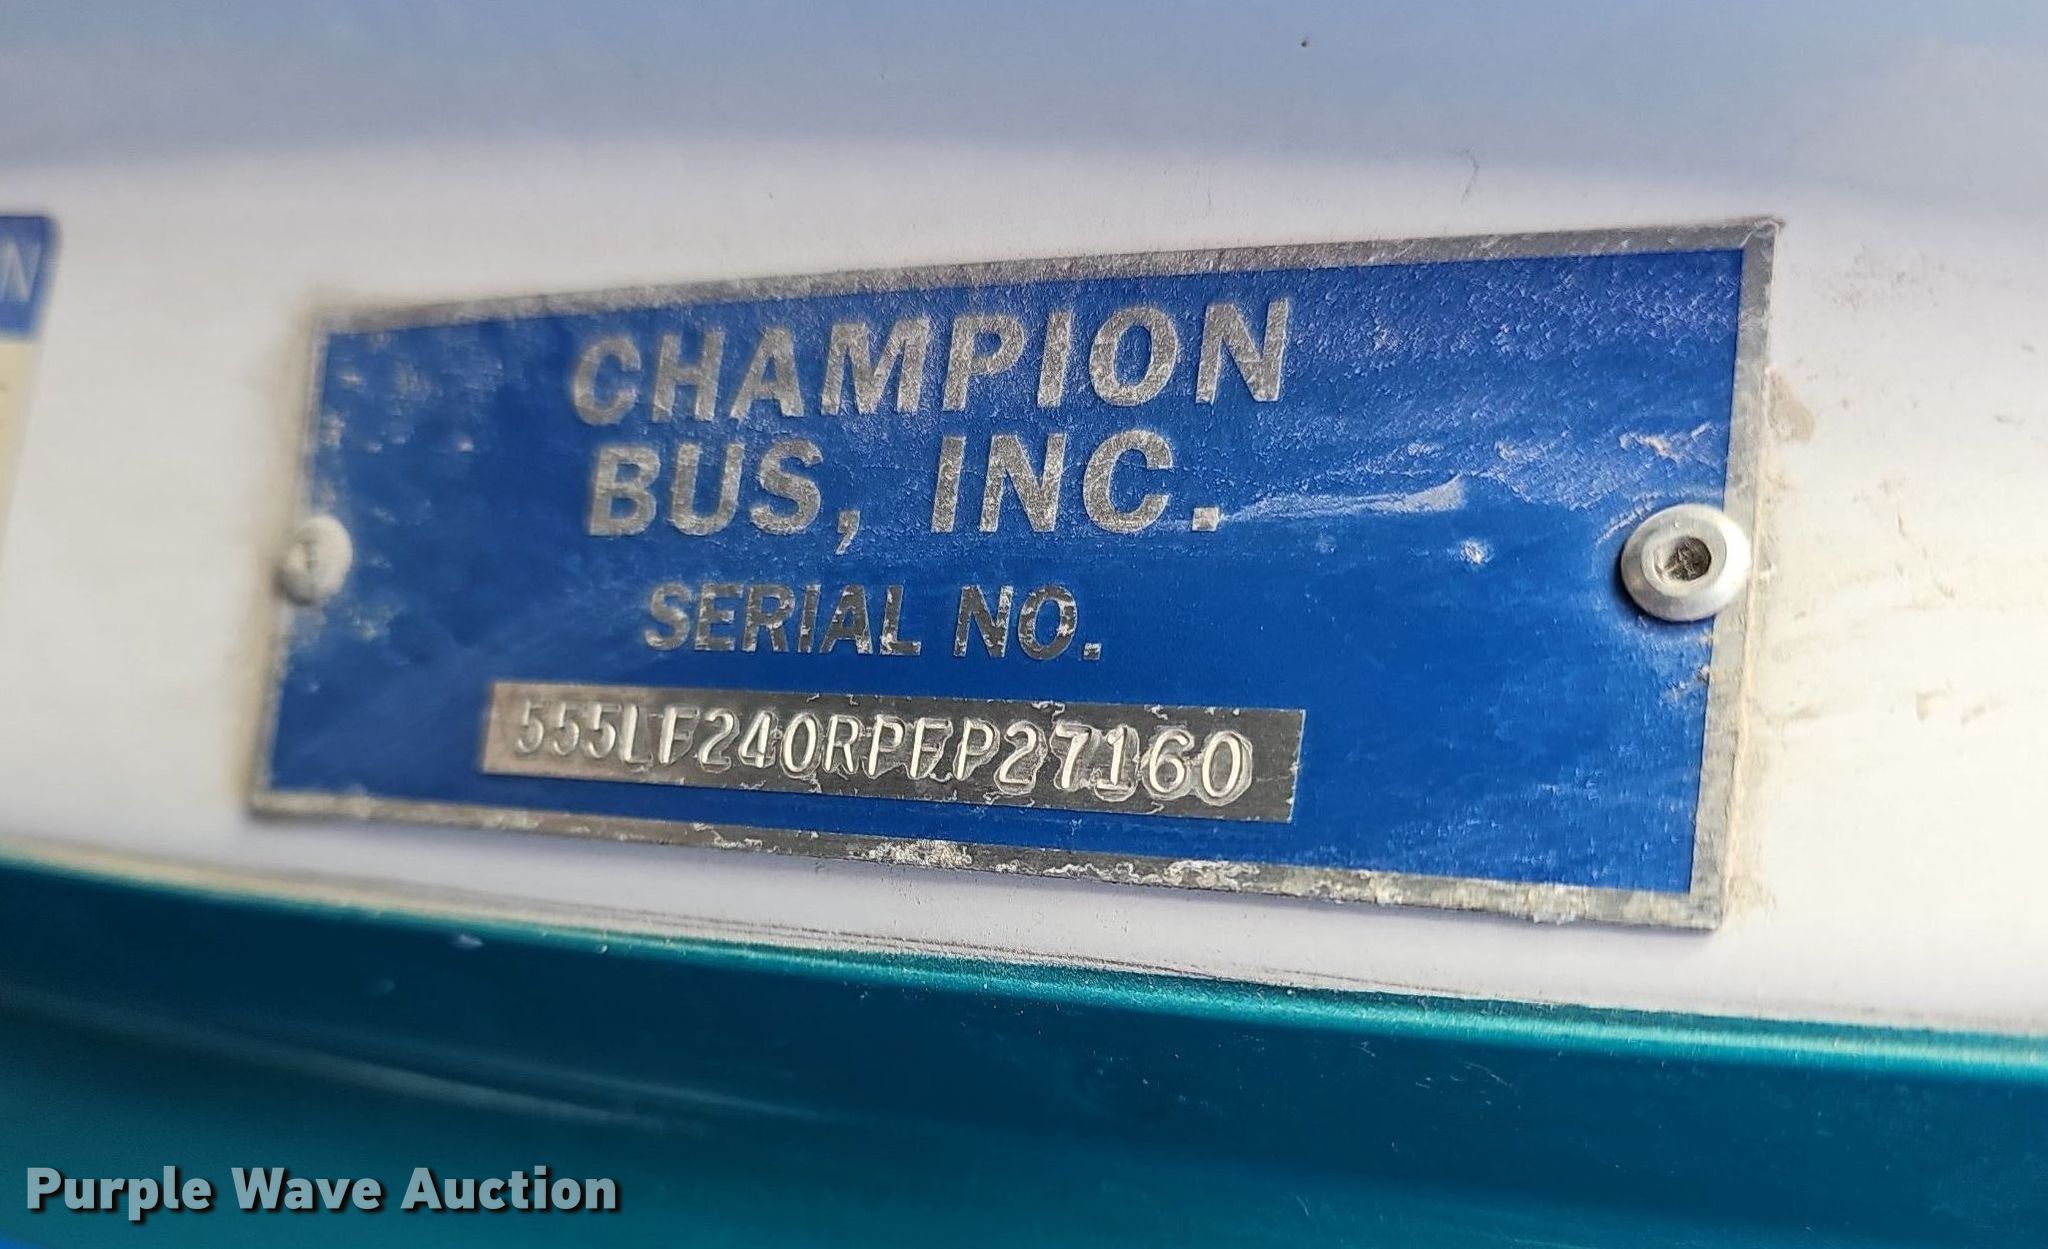 N
CHAMPION
BUS, INC.
SERIAL NO.
555LF240RPFP27160
Purple Wave Auction